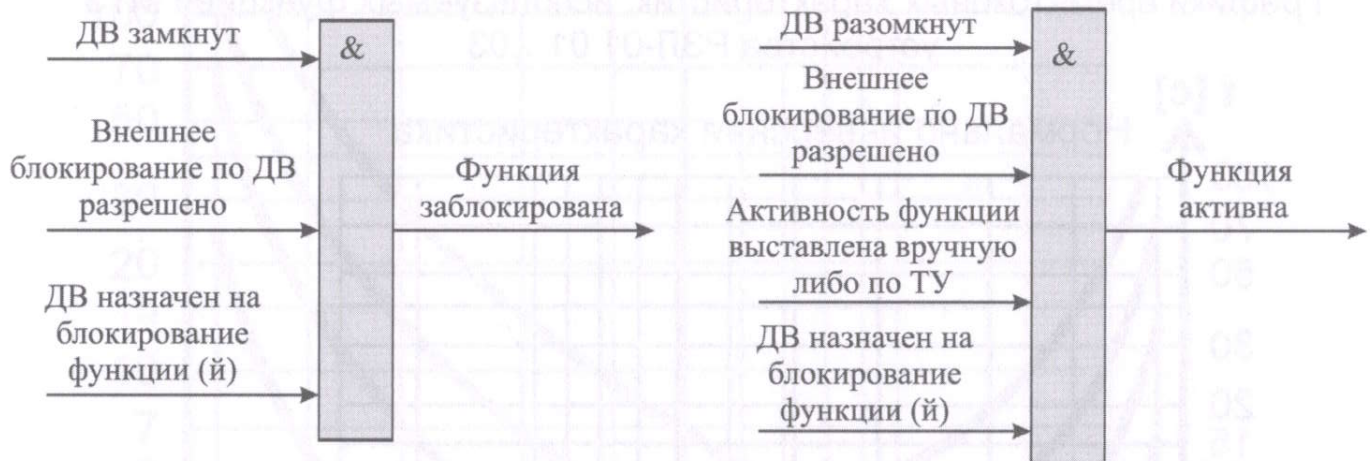 ДВ замкнут
&
Внешнее
блокирование по ДВ
разрешено
ДВ назначен на
блокирование
функции (й)
Функция
заблокирована
ДВ разомкнут
&
Внешнее
блокирование по ДВ
разрешено
Активность функции
выставлена вручную
либо по ТУ
ДВ назначен на
блокирование
функции (й)
Функция
активна